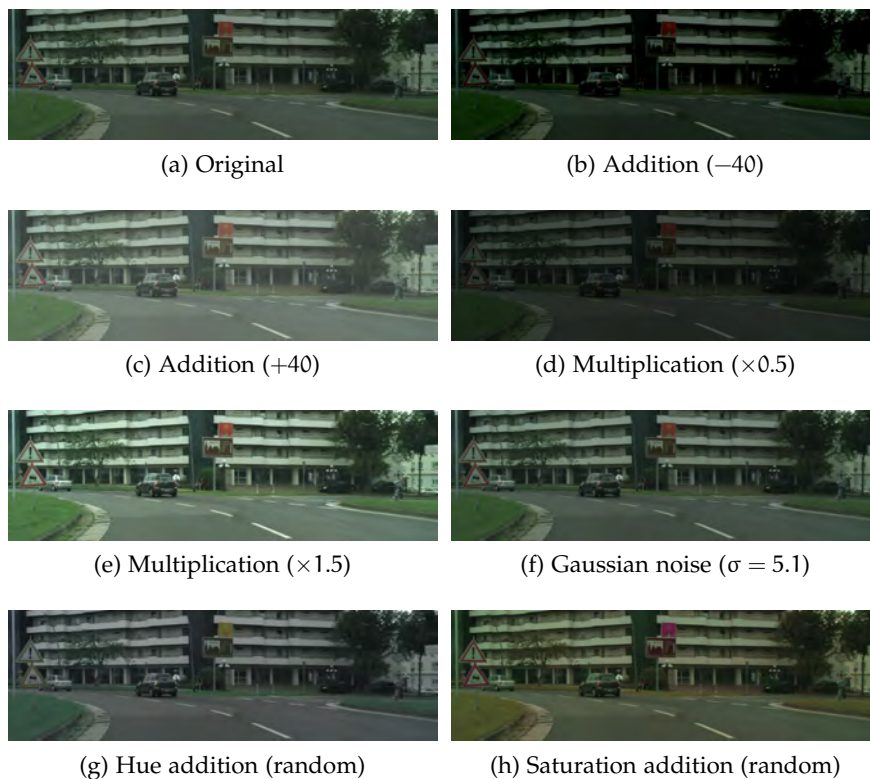 (a) Original
(b) Addition (−40)
(c) Addition (+40)
(d) Multiplication (×0.5)
(e) Multiplication (×1.5)
(f) Gaussian noise (σ = 5.1)
(g) Hue addition (random)
(h) Saturation addition (random)